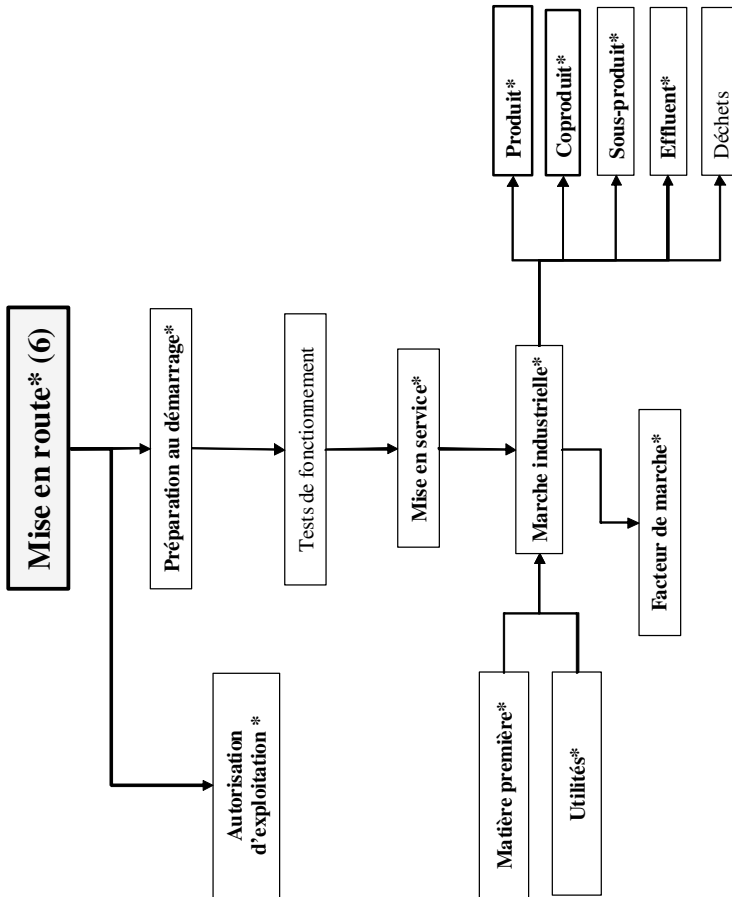 Mise en route* (6)
Autorisation
d'exploitation *
Préparation au démarrage*
Tests de fonctionnement
Mise en service*
Matière première*
Utilités*
Marche industrielle*
Facteur de marche*
Produit*
Coproduit*
Sous-produit*
Effluent*
Déchets